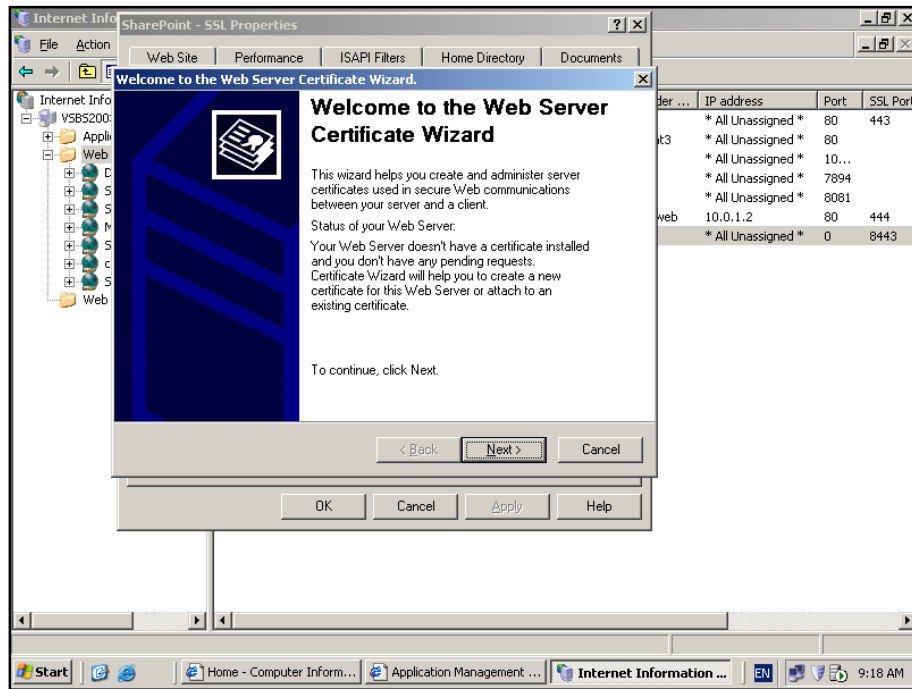 Internet Info
SharePoint - SSL Properties
File Action
Web Site Performance ISAPI Filters Home Directory Documents
Welcome to the Web Server Certificate Wizard.
Internet Info
VSBS200
Appli
Web
D
S
S
M
S
c
S
Web
Welcome to the Web Server
Certificate Wizard
This wizard helps you create and administer server
certificates used in secure Web communications
between your server and a client.
Status of your Web Server:
Your Web Server doesn't have a certificate installed
and you don't have any pending requests.
Certificate Wizard will help you to create a new
certificate for this Web Server or attach to an
existing certificate.
To continue, click Next.
< Back Next > Cancel
OK Cancel Apply Help
der ... IP address Port SSL Port
* All Unassigned * 80 443
t3 * All Unassigned * 80
* All Unassigned * 10...
* All Unassigned * 7894
* All Unassigned * 8081
web 10.0.1.2 80 444
* All Unassigned * 0 8443
Start Home - Computer Inform... Application Management ... Internet Information ... EN 9:18 AM